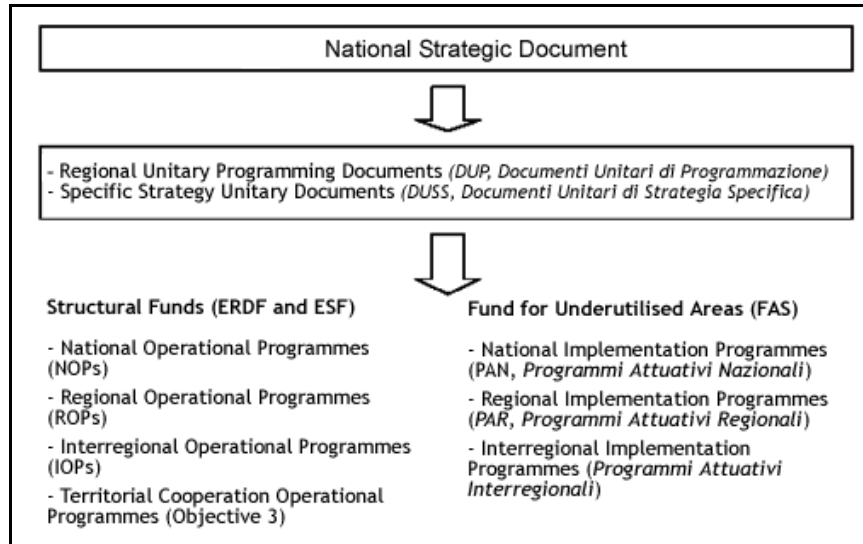 National Strategic Document
- Regional Unitary Programming Documents (DUP, Documenti Unitari di Programmazione)
- Specific Strategy Unitary Documents (DUSS, Documenti Unitari di Strategia Specifica)
Structural Funds (ERDF and ESF)
- National Operational Programmes
(NOPs)
- Regional Operational Programmes
(ROPs)
- Interregional Operational Programmes
(IOPs)
- Territorial Cooperation Operational
Programmes (Objective 3)
Fund for Underutilised Areas (FAS)
- National Implementation Programmes
(PAN, Programmi Attuativi Nazionali)
- Regional Implementation Programmes
(PAR, Programmi Attuativi Regionali)
- Interregional Implementation
Programmes (Programmi Attuativi
Interregionali)